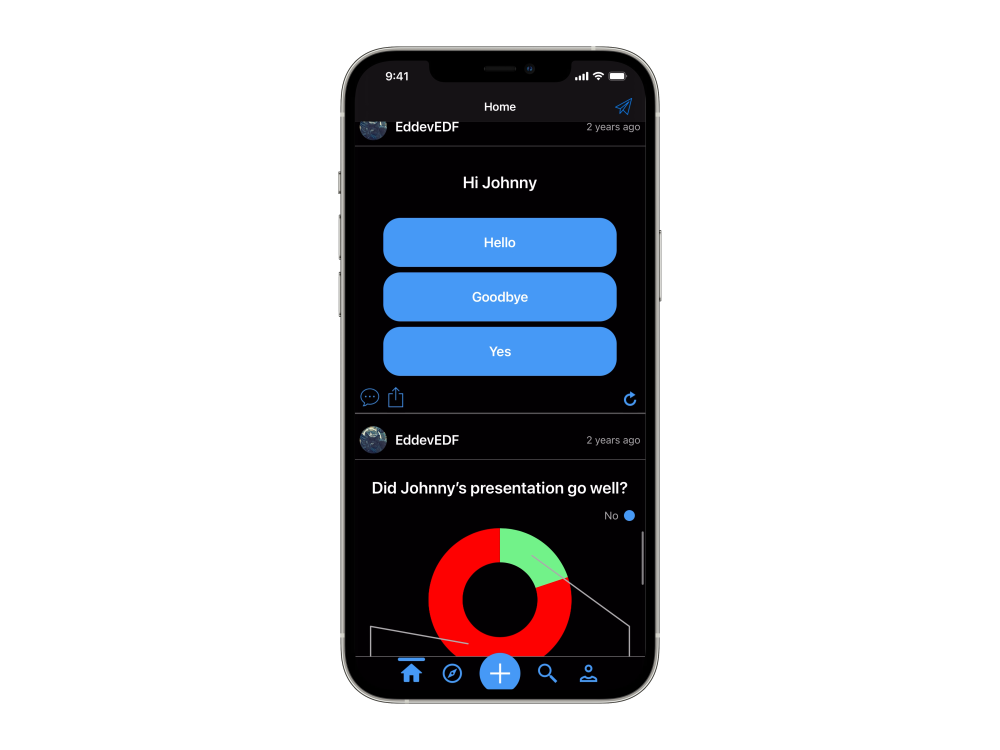 9:41
Home
EddevEDF
2 years ago
Hi Johnny
Hello
Goodbye
Yes
EddevEDF
2 years ago
Did Johnny's presentation go well?
No